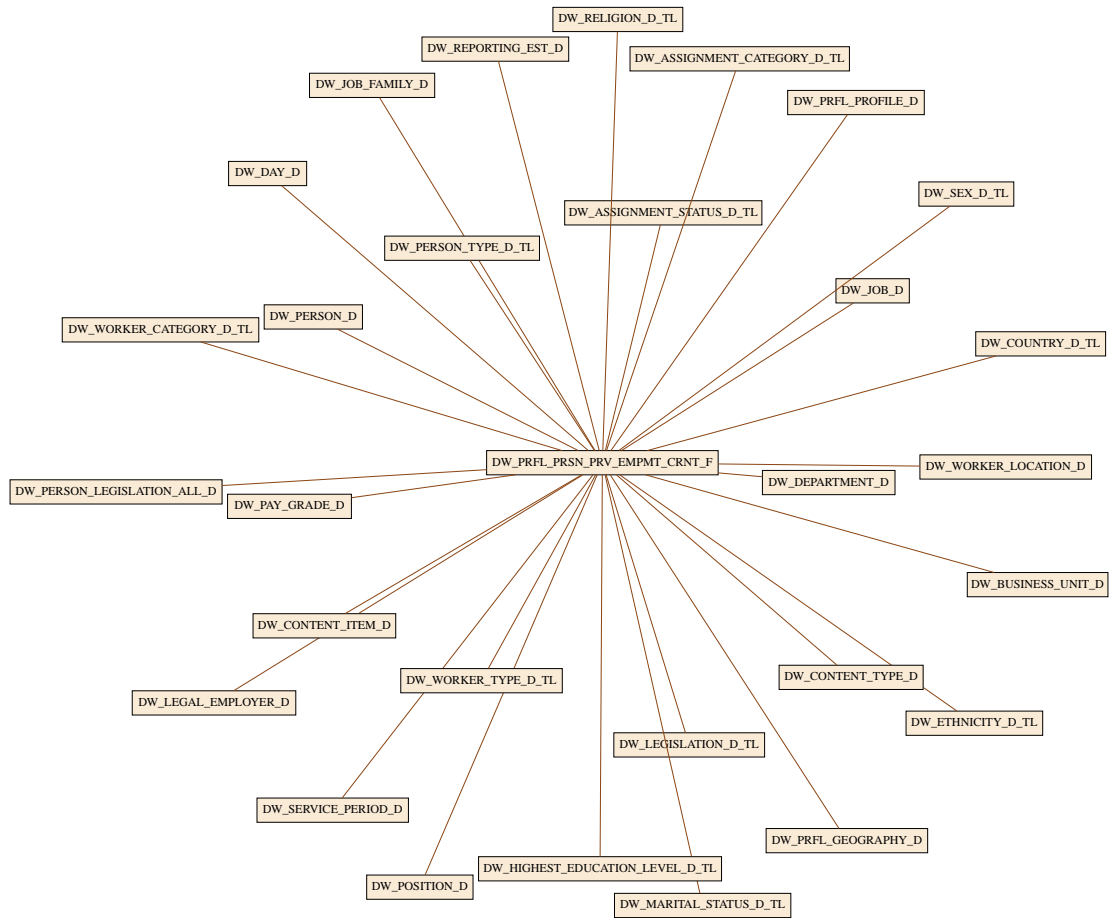 DW_RELIGION_D_TL
DW_REPORTING_EST_D
DW_ASSIGNMENT_CATEGORY_D_TL
DW_JOB_FAMILY_D
DW_PRFL_PROFILE_D
DW_DAY_D
DW_SEX_D_TL
DW_ASSIGNMENT_STATUS_D_TL
DW_PERSON_TYPE_D_TL
DW_JOB_D
DW_PERSON_D
DW_WORKER_CATEGORY_D_TL
DW_COUNTRY_D_TL
DW_PRFL_PRSN_PRV_EMPMT_CRNT_F
DW_WORKER_LOCATION_D
DW_DEPARTMENT_D
DW_PERSON_LEGISLATION_ALL_D
DW_PAY_GRADE_D
DW_BUSINESS_UNIT_D
DW_CONTENT_ITEM_D
DW_CONTENT_TYPE_D
DW_WORKER_TYPE_D_TL
DW_LEGAL_EMPLOYER_D
DW_ETHNICITY_D_TL
DW_LEGISLATION_D_TL
DW_SERVICE_PERIOD_D
DW_PRFL_GEOGRAPHY_D
DW_HIGHEST_EDUCATION_LEVEL_D_TL
DW_POSITION_D
DW_MARITAL_STATUS_D_TL